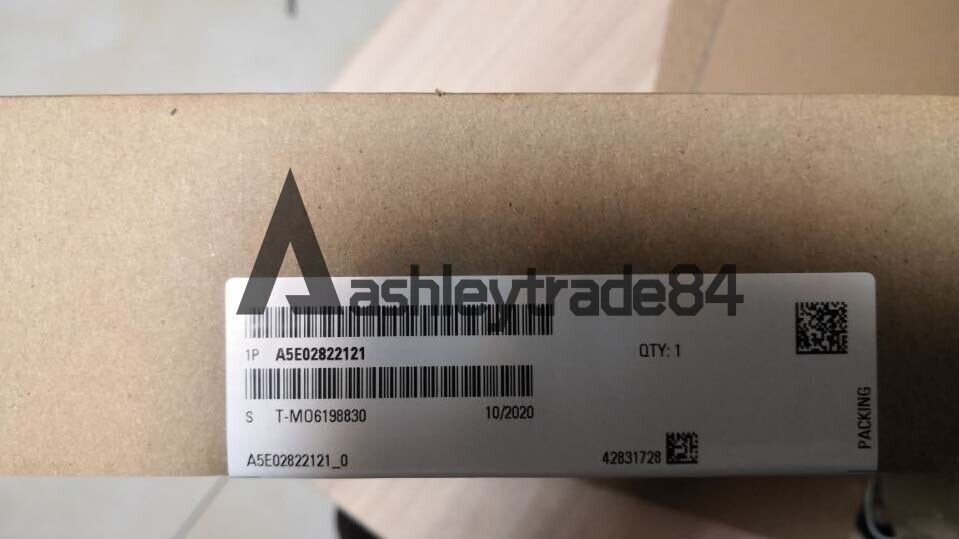 ashleytrade84
1P A5E02822121
QTY: 1
S T-MO6198830
10/2020
PACKING
A5E02822121_0
42831728